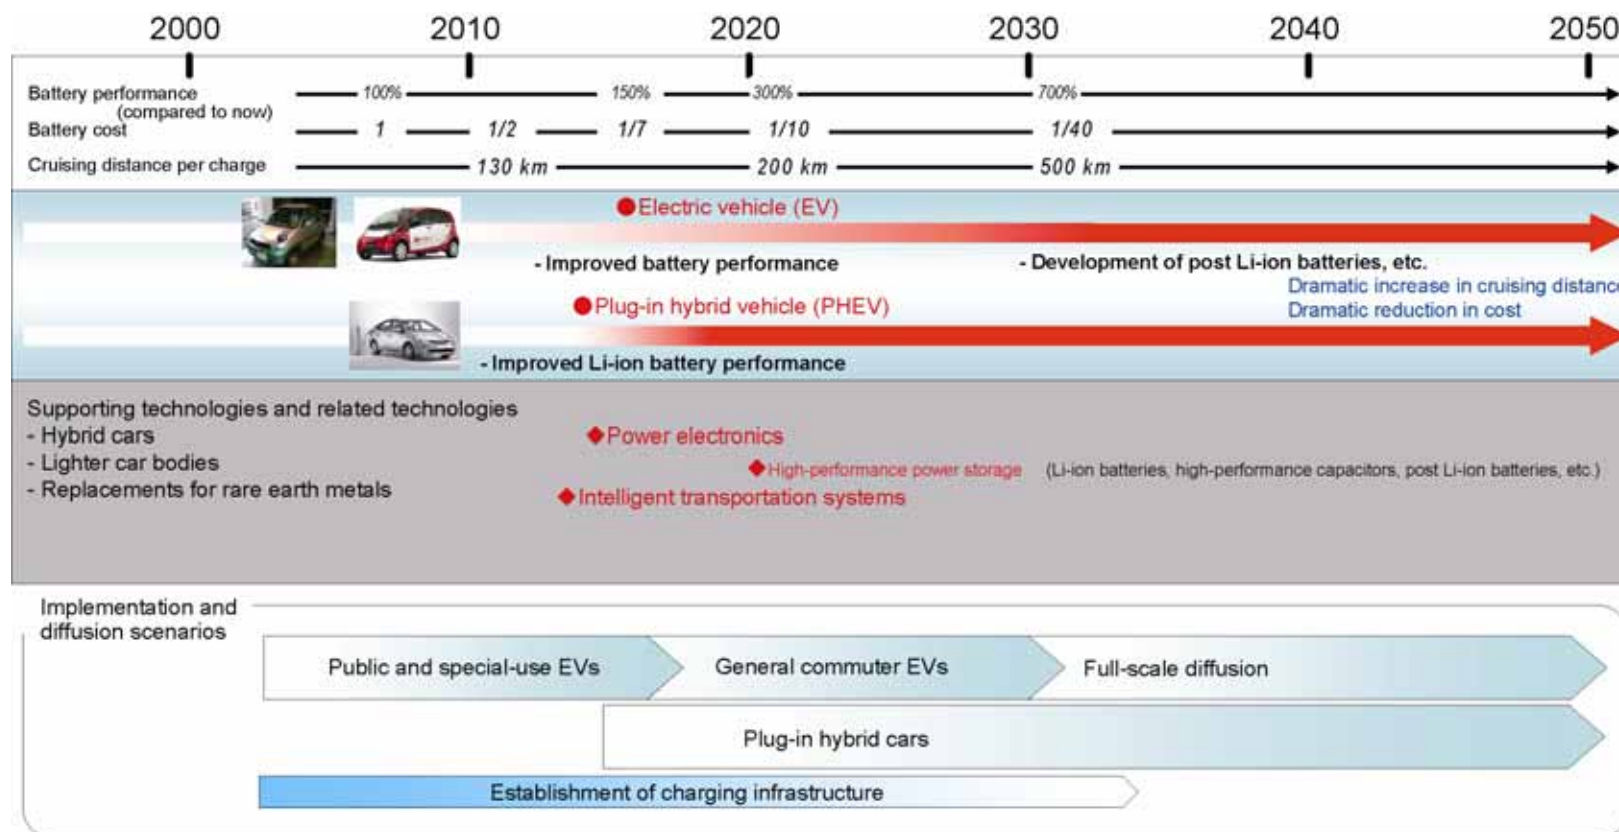 2000 2010 2020 2030 2040 2050
Battery performance 100% 150% 300% 700%
(compared to now)
Battery cost 1 1/2 1/7 1/10 1/40
Cruising distance per charge 130 km 200 km 500 km
Electric vehicle (EV)
- Improved battery performance - Development of post Li-ion batteries, etc.
Dramatic increase in cruising distance
Plug-in hybrid vehicle (PHEV) Dramatic reduction in cost
- Improved Li-ion battery performance
Supporting technologies and related technologies
- Hybrid cars Power electronics
- Lighter car bodies High-performance power storage (Li-ion batteries, high-performance capacitors, post Li-ion batteries, etc.)
- Replacements for rare earth metals Intelligent transportation systems
Implementation and
diffusion scenarios
Public and special-use EVs General commuter EVs Full-scale diffusion
Plug-in hybrid cars
Establishment of charging infrastructure